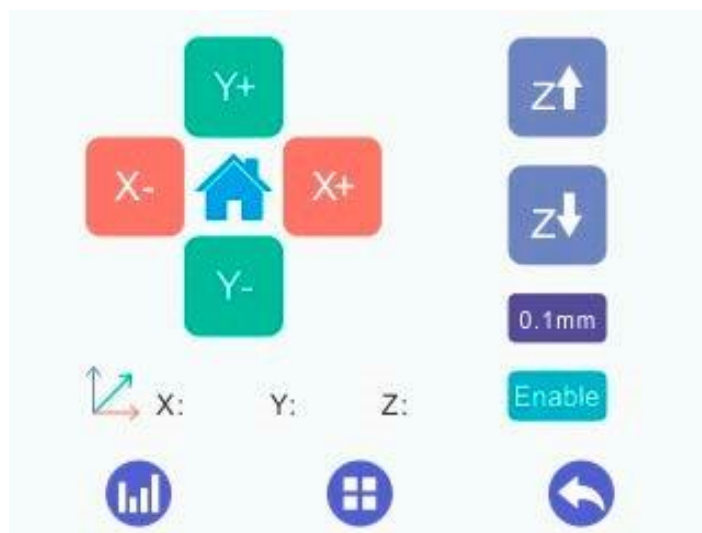 Y+
Z
X-
X+
Z
Y-
0.1mm
X: Y: Z:
Enable